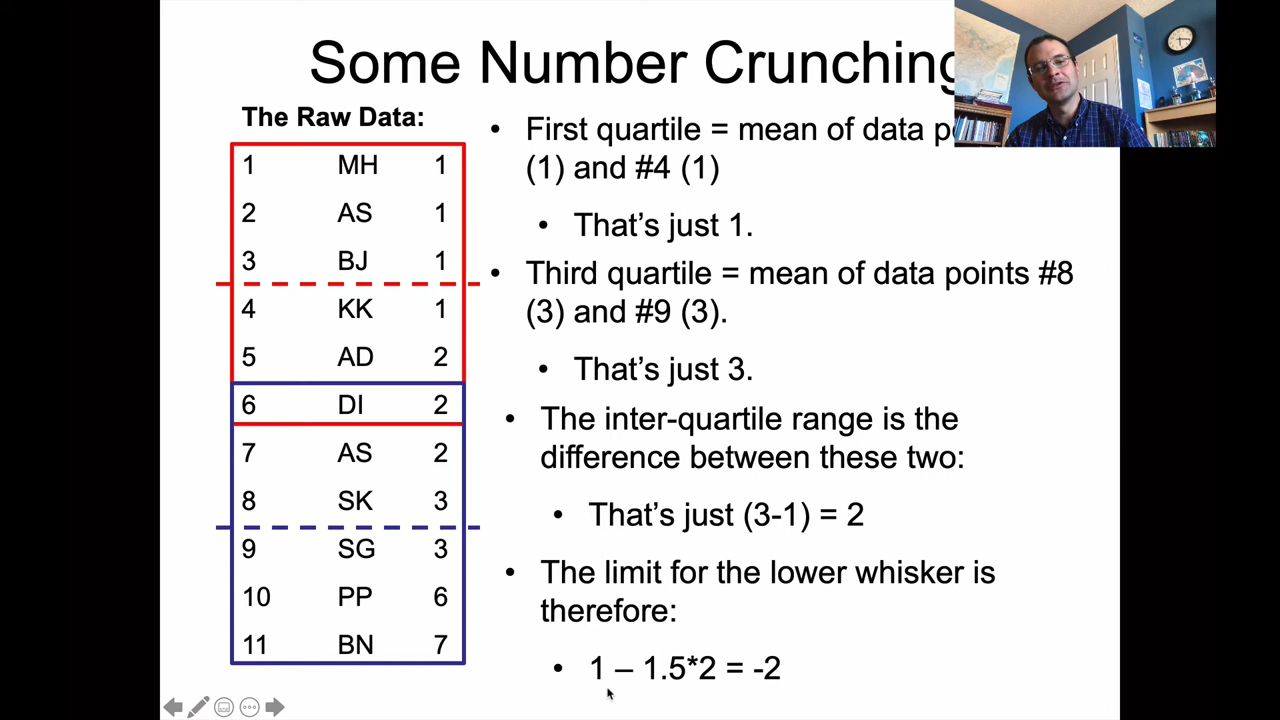 Some Number Crunching
The Raw Data:
1 MH 1
2 AS 1
3 BJ 1
4 KK 1
5 AD 2
6 DI 2
7 AS 2
8 SK 3
9 SG 3
10 PP 6
11 BN 7
• First quartile = mean of data
(1) and #4 (1)
• That’s just 1.
• Third quartile = mean of data points #8
(3) and #9 (3).
• That’s just 3.
• The inter-quartile range is the
difference between these two:
• That’s just (3-1) = 2
• The limit for the lower whisker is
therefore:
• 1 – 1.5*2 = -2